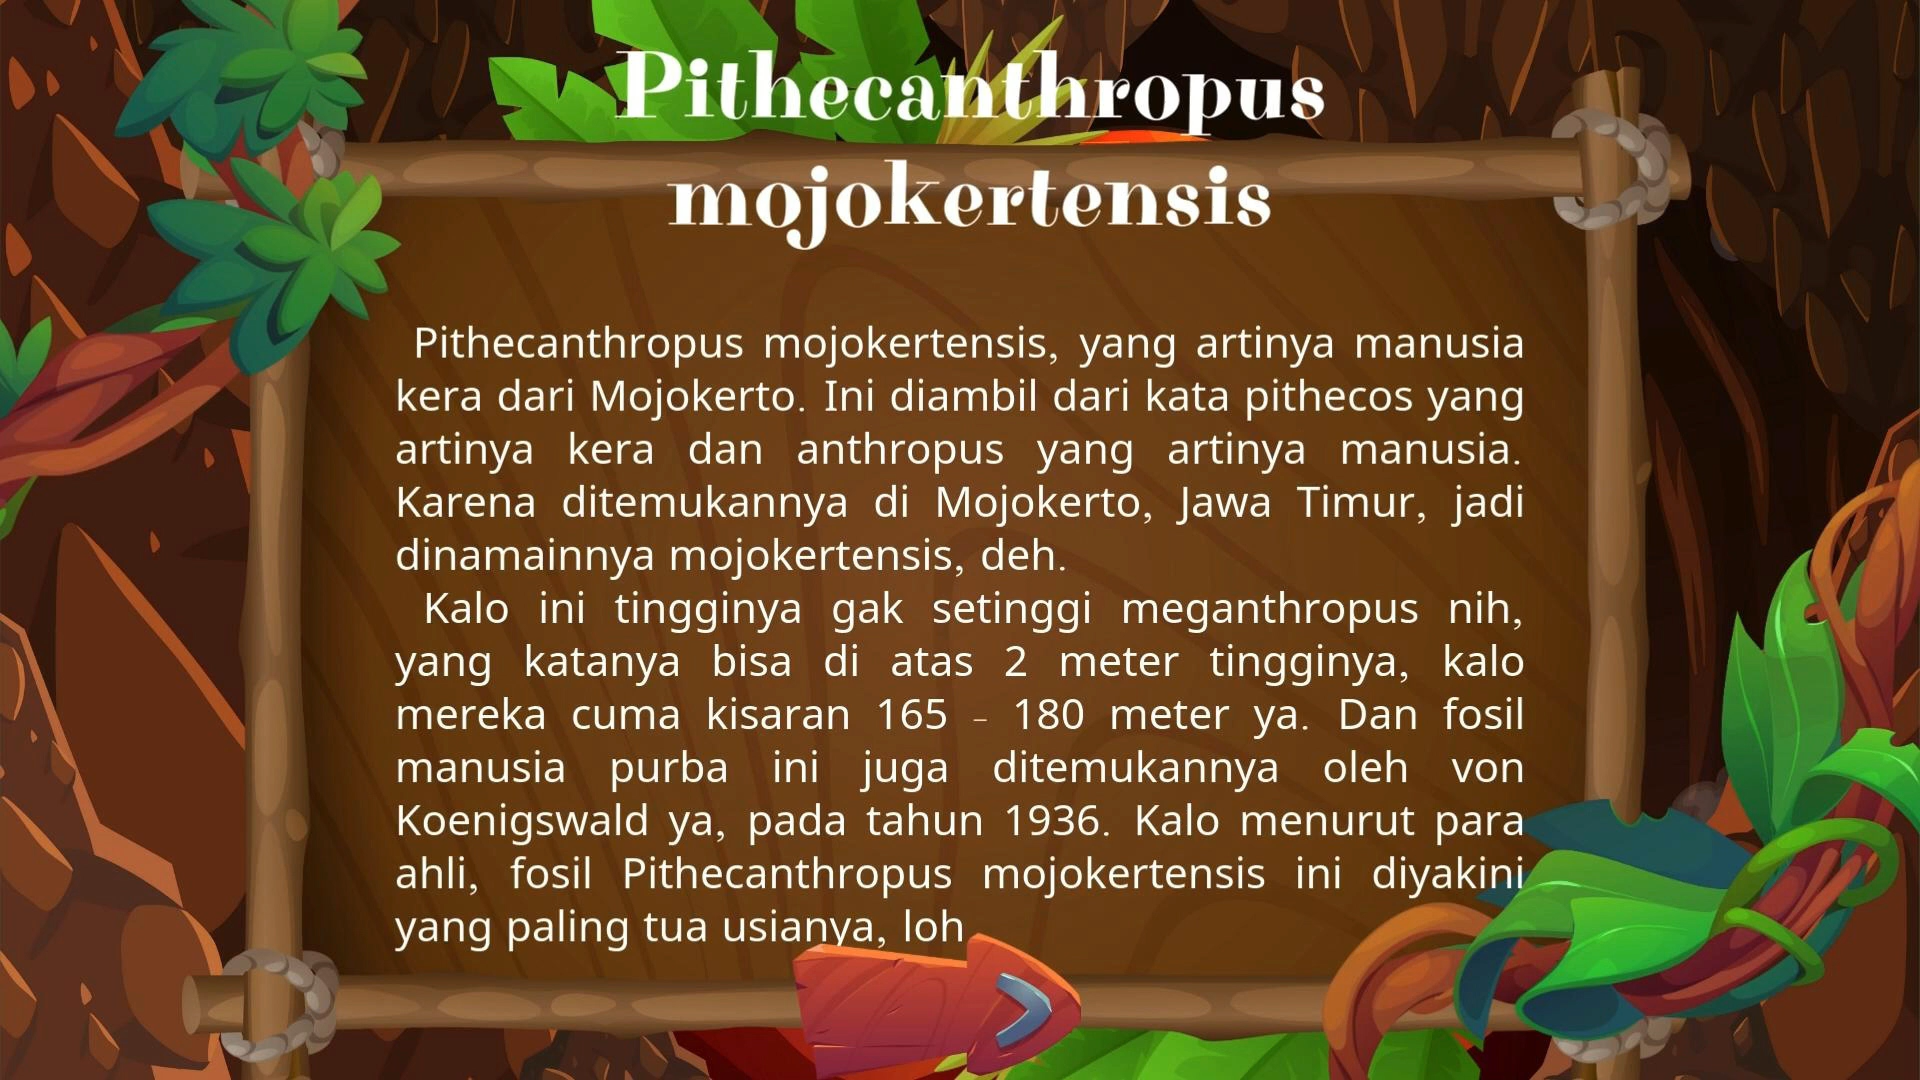 Pithecanthropus
mojokertensis
Pithecanthropus mojokertensis, yang artinya manusia
kera dari Mojokerto. Ini diambil dari kata pithecos yang
artinya kera dan anthropus yang artinya manusia.
Karena ditemukannya di Mojokerto, Jawa Timur, jadi
dinamainnya mojokertensis, deh.
Kalo ini tingginya gak setinggi meganthropus nih,
yang katanya bisa di atas 2 meter tingginya, kalo
mereka cuma kisaran 165 – 180 meter ya. Dan fosil
manusia purba ini juga ditemukannya oleh von
Koenigswald ya, pada tahun 1936. Kalo menurut para
ahli, fosil Pithecanthropus mojokertensis ini diyakini
yang paling tua usianya, loh